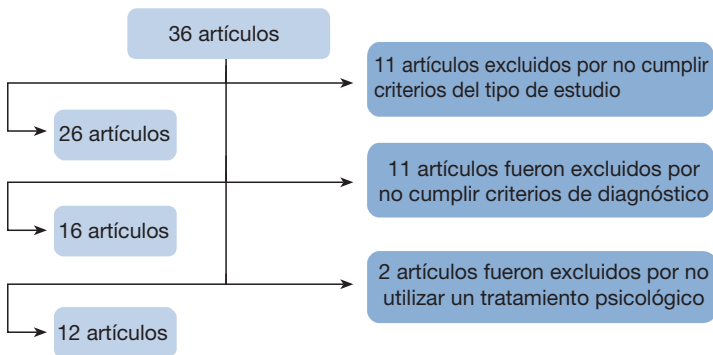 36 artículos
11 artículos excluidos por no cumplir
criterios del tipo de estudio
26 artículos
11 artículos fueron excluidos por
no cumplir criterios de diagnóstico
16 artículos
2 artículos fueron excluidos por no
utilizar un tratamiento psicológico
12 artículos